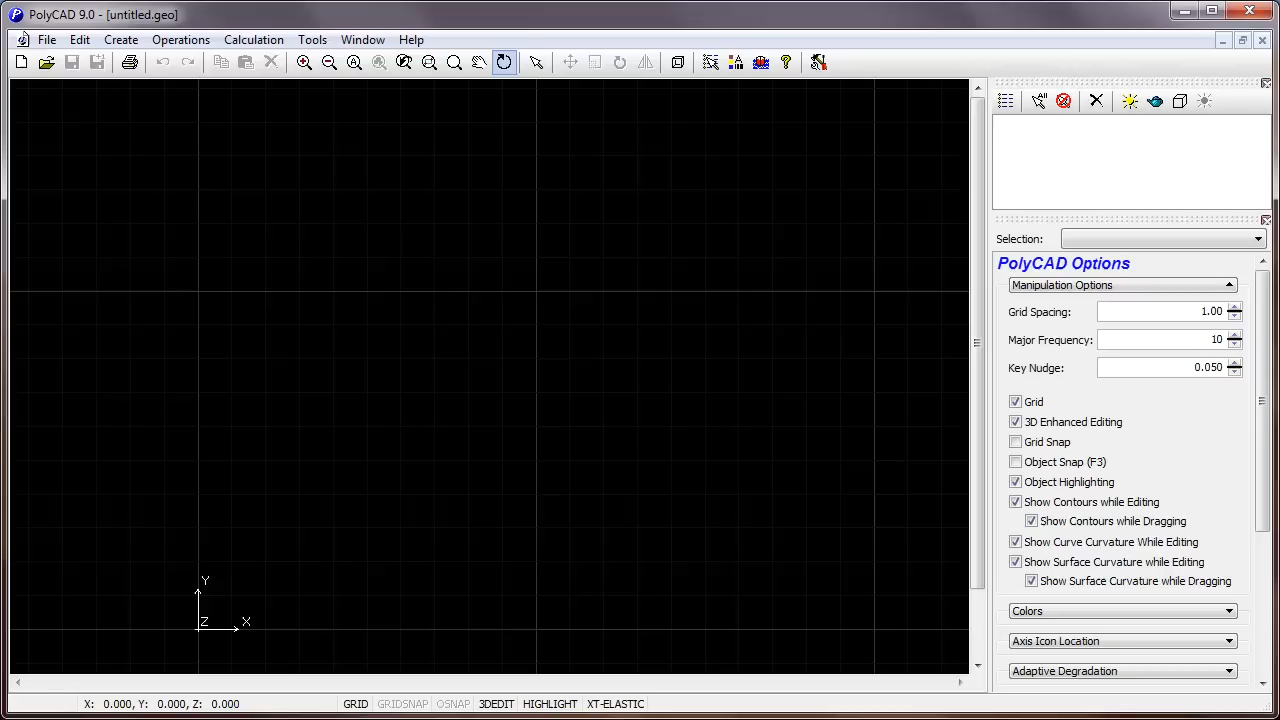 PolyCAD 9.0 - [untitled.geo]
File Edit Create Operations Calculation Tools Window Help
All
Selection:
PolyCAD Options
Manipulation Options
Grid Spacing: 1.00
Major Frequency: 10
Key Nudge: 0.050
Grid
3D Enhanced Editing
Grid Snap
Object Snap (F3)
Object Highlighting
Show Contours while Editing
Show Contours while Dragging
Show Curve Curvature While Editing
Show Surface Curvature while Editing
Show Surface Curvature while Dragging
Colors
Axis Icon Location
Adaptive Degradation
Y
Z X
X: 0.000, Y: 0.000, Z: 0.000 GRID GRIDSNAP OSNAP 3DEDIT HIGHLIGHT XT-ELASTIC